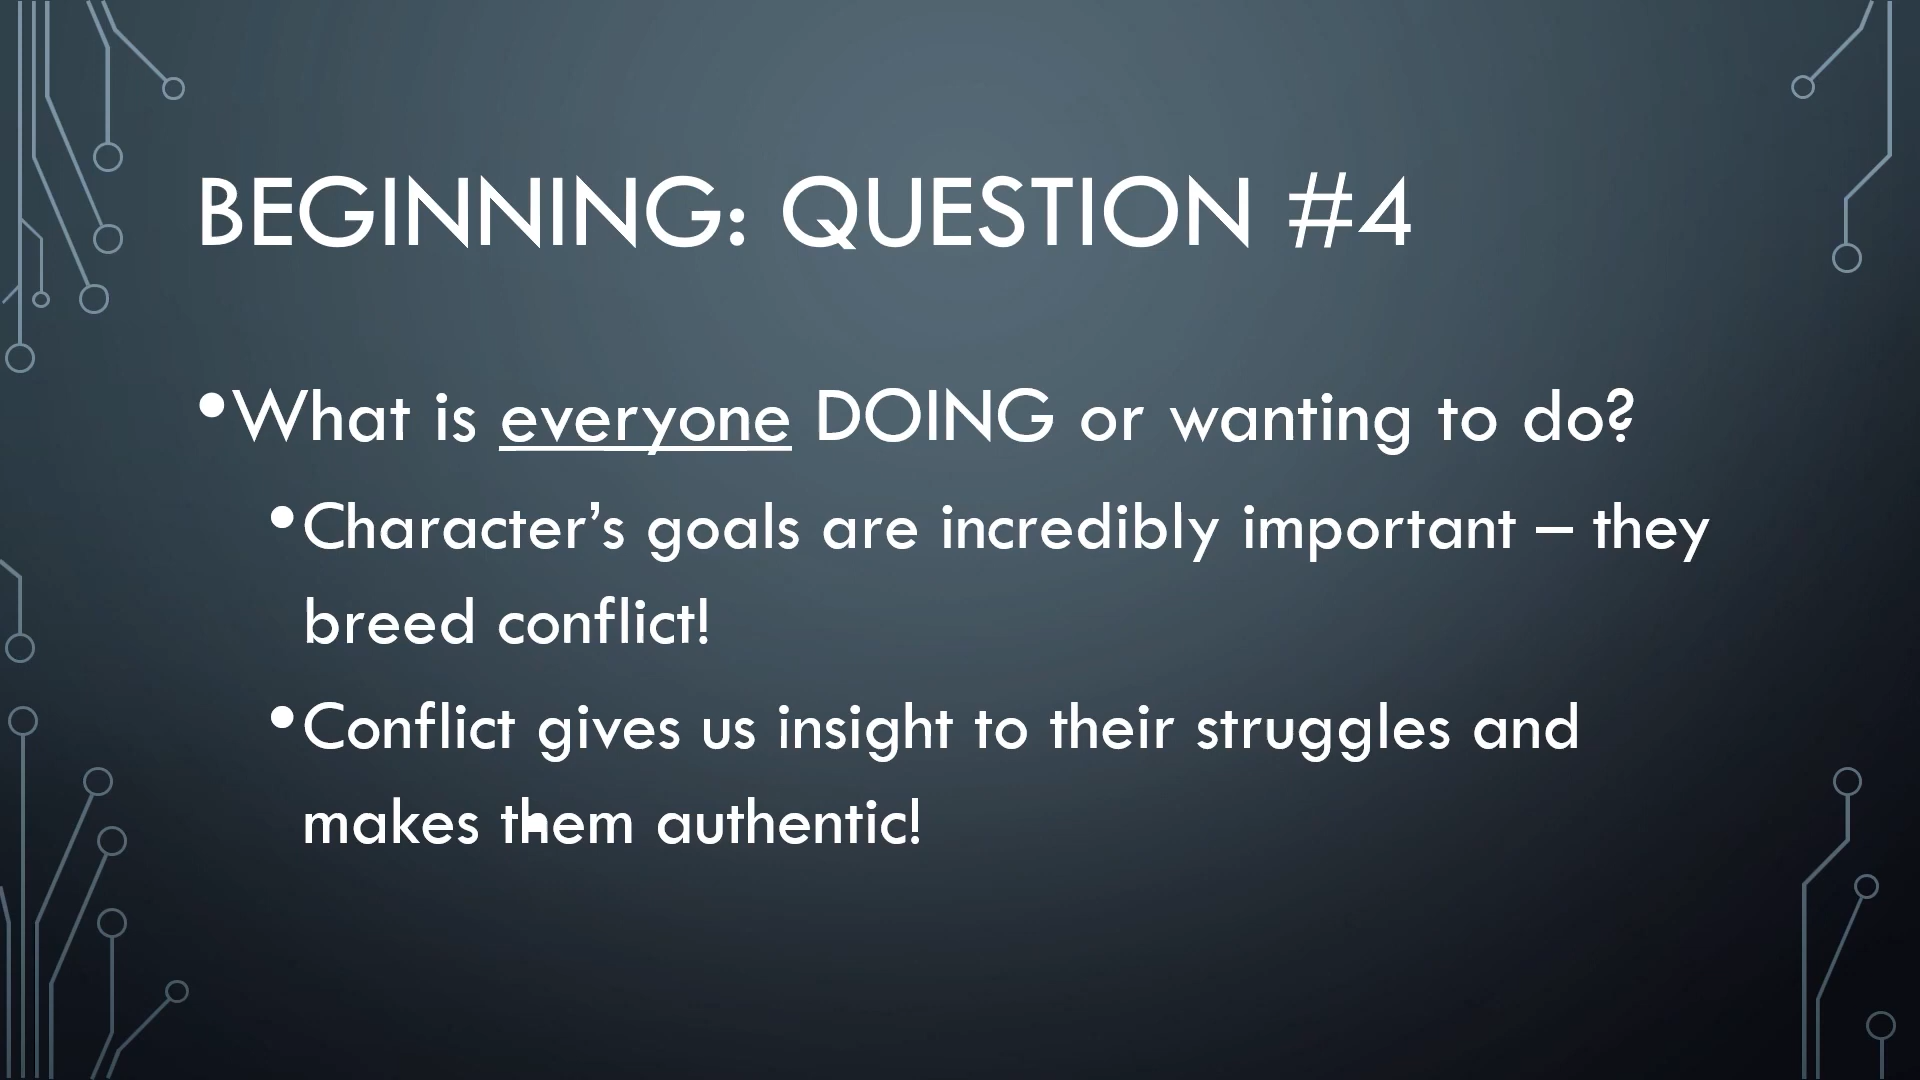 BEGINNING: QUESTION #4
•What is everyone DOING or wanting to do?
•Character’s goals are incredibly important – they
breed conflict!
•Conflict gives us insight to their struggles and
makes them authentic!